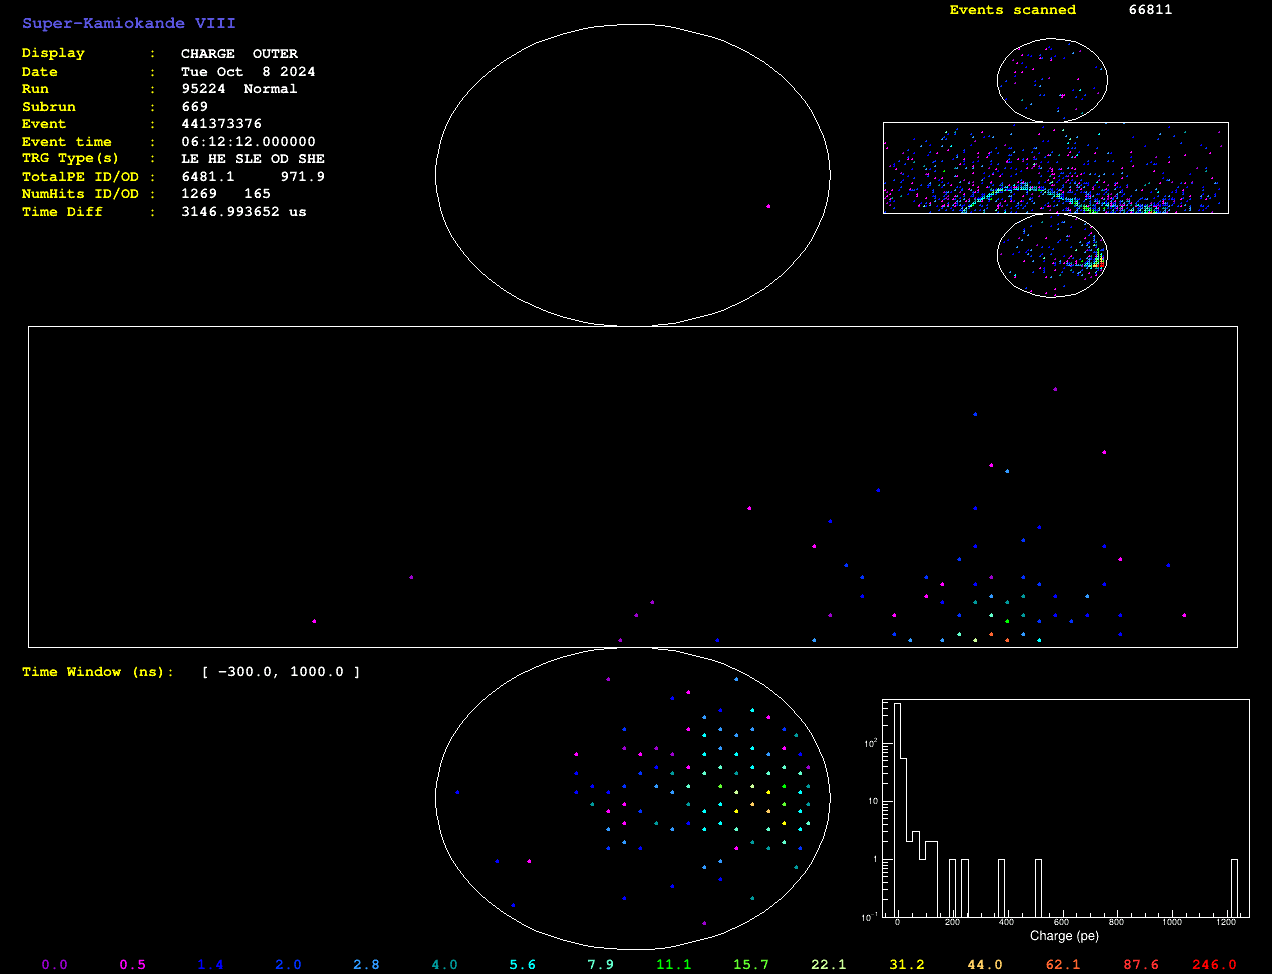 Super-Kamiokande VIII
Events scanned 66811
Display : CHARGE OUTER
Date : Tue Oct 8 2024
Run : 95224 Normal
Subrun : 669
Event : 441373376
Event time : 06:12:12.000000
TRG Type(s) : LE HE SLE OD SHE
TotalPE ID/OD : 6481.1 971.9
NumHits ID/OD : 1269 165
Time Diff : 3146.993652 us
Time Window (ns): [ -300.0, 1000.0 ]
10²
10
1
10⁻¹
0 200 400 600 800 1000 1200
Charge (pe)
0.0 0.5 1.4 2.0 2.8 4.0 5.6 7.9 11.1 15.7 22.1 31.2 44.0 62.1 87.6 246.0